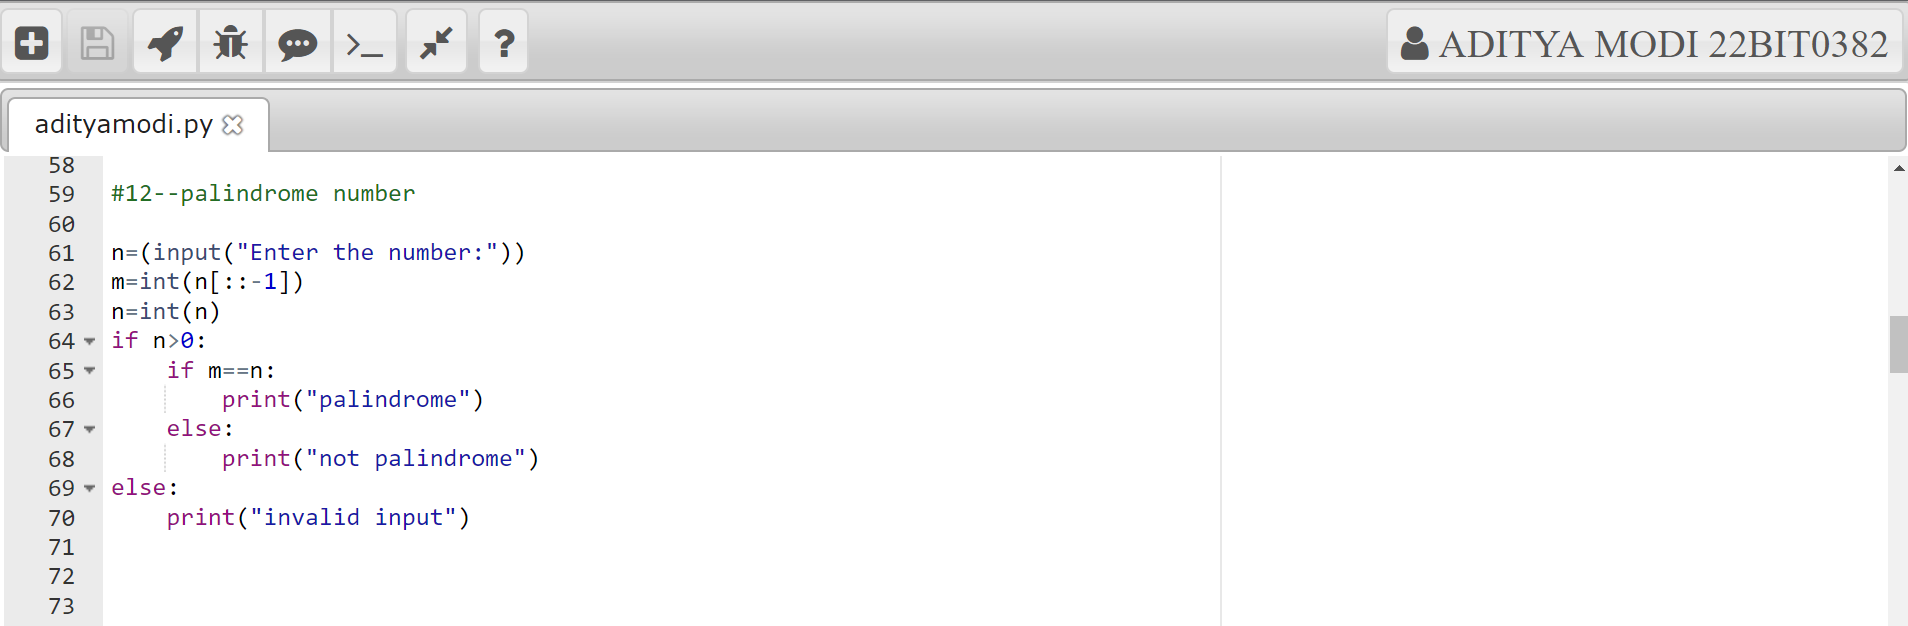 >_
?
ADITYA MODI 22BIT0382
adityamodi.py
58
59 #12--palindrome number
60
61 n=(input("Enter the number:"))
62 m=int(n[::-1])
63 n=int(n)
64 if n>0:
65     if m==n:
66         print("palindrome")
67     else:
68         print("not palindrome")
69 else:
70     print("invalid input")
71
72
73